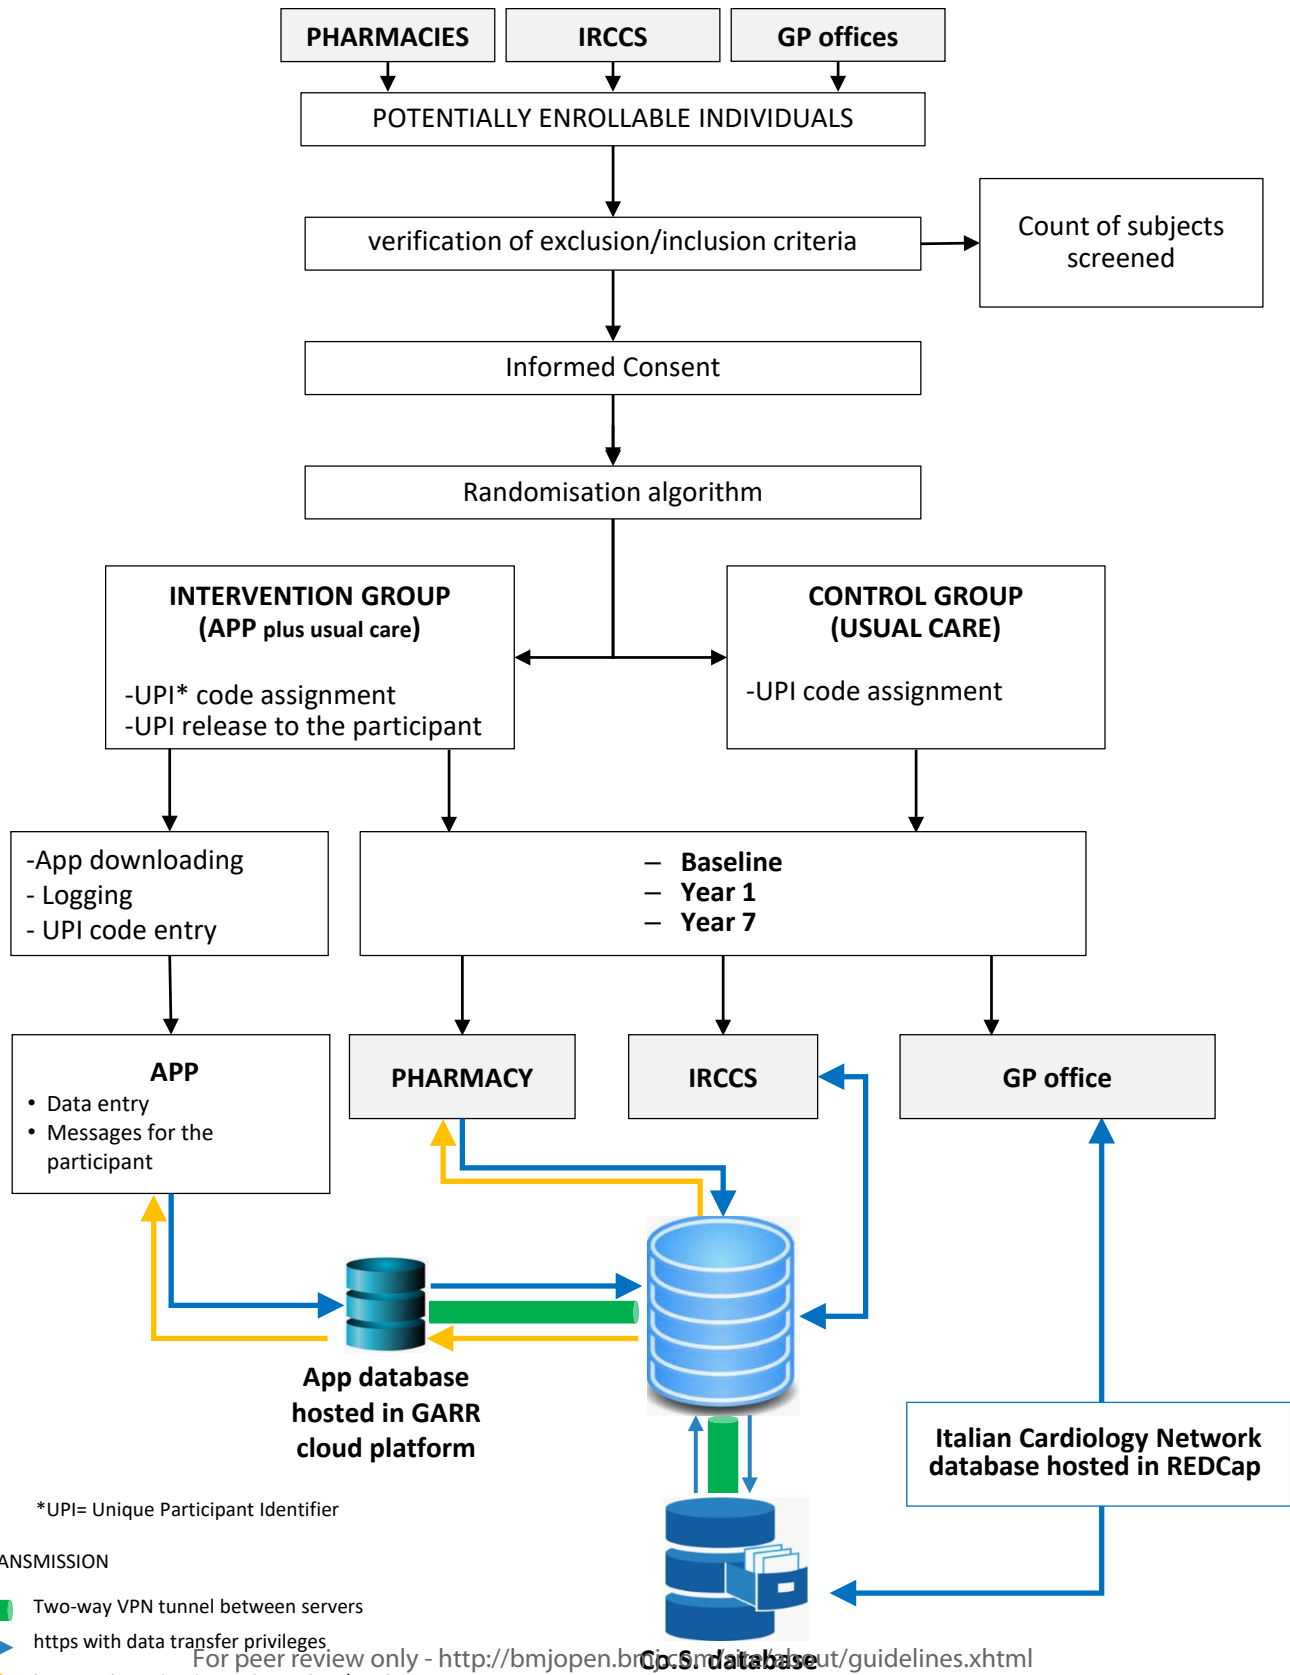 PHARMACIES
IRCCS
GP offices
POTENTIALLY ENROLLABLE INDIVIDUALS
verification of exclusion/inclusion criteria
Count of subjects
screened
Informed Consent
Randomisation algorithm
INTERVENTION GROUP
(APP plus usual care)
-UPI* code assignment
-UPI release to the participant
CONTROL GROUP
(USUAL CARE)
-UPI code assignment
-App downloading
- Logging
- UPI code entry
– Baseline
– Year 1
– Year 7
APP
• Data entry
• Messages for the
participant
PHARMACY
IRCCS
GP office
App database
hosted in GARR
cloud platform
Italian Cardiology Network
database hosted in REDCap
*UPI= Unique Participant Identifier
ANSMISSION
Two-way VPN tunnel between servers
https with data transfer privileges
Co.S. database
For peer review only - http://bmjopen.bmj.com/site/about/guidelines.xhtml